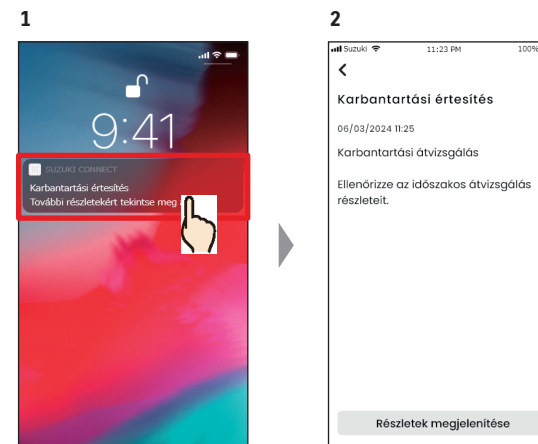 1
9:41
SUZUKI CONNECT
Karbantartási értesítés
További részletekért tekintse meg
2
Suzuki 11:23 PM 100%
Karbantartási értesítés
06/03/2024 11:25
Karbantartási átvizsgálás
Ellenőrizze az időszakos átvizsgálás
részleteit.
Részletek megjelenítése